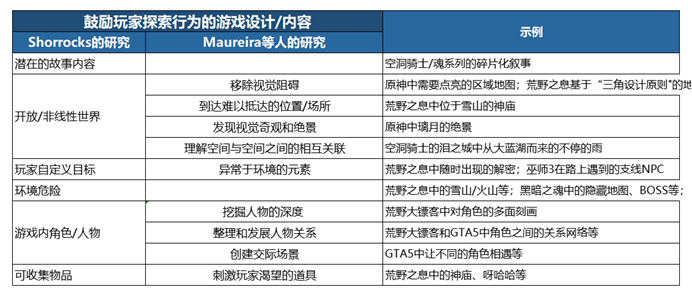 鼓励玩家探索行为的游戏设计/内容 示例
Shorrocks的研究 Maureira等人的研究
潜在的故事内容 空洞骑士/魂系列的碎片化叙事
开放/非线性世界
移除视觉阻碍 原神中需要点亮的区域地图；荒野之息基于“三角设计原则”的地
到达难以抵达的位置/场所 荒野之息中位于雪山的神庙
发现视觉奇观和绝景 原神中璃月的绝景
理解空间与空间之间的相互关联 空洞骑士的泪之城中从大蓝湖而来的不停的雨
玩家自定义目标 异常于环境的元素 荒野之息中随时出现的解密；巫师3在路上遇到的支线NPC
环境危险 荒野之息中的雪山/火山等；黑暗之魂中的隐藏地图、BOSS等；
游戏内角色/人物
挖掘人物的深度 荒野大镖客中对角色的多面刻画
整理和发展人物关系 荒野大镖客和GTA5中角色之间的关系网络等
创建交际场景 GTA5中让不同的角色相遇等
可收集物品 刺激玩家渴望的道具 荒野之息中的神庙、呀哈哈等